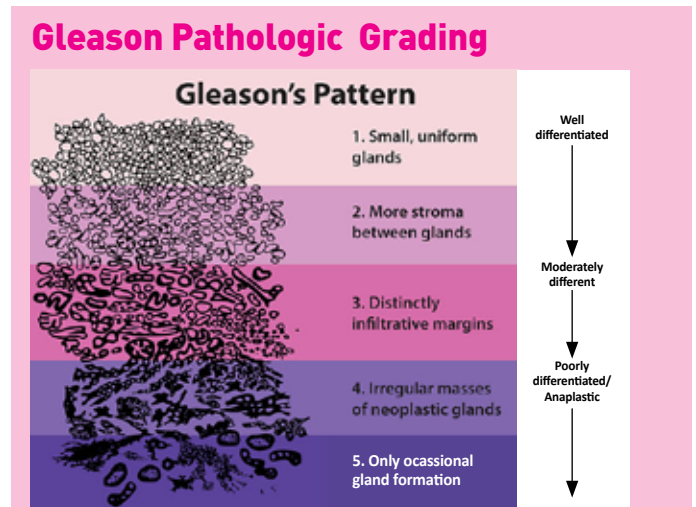 Gleason Pathologic Grading
Gleason's Pattern
1. Small, uniform
glands
2. More stroma
between glands
3. Distinctly
infiltrative margins
4. Irregular masses
of neoplastic glands
5. Only ocassional
gland formation
Well
differentiated
Moderately
different
Poorly
differentiated/
Anaplastic